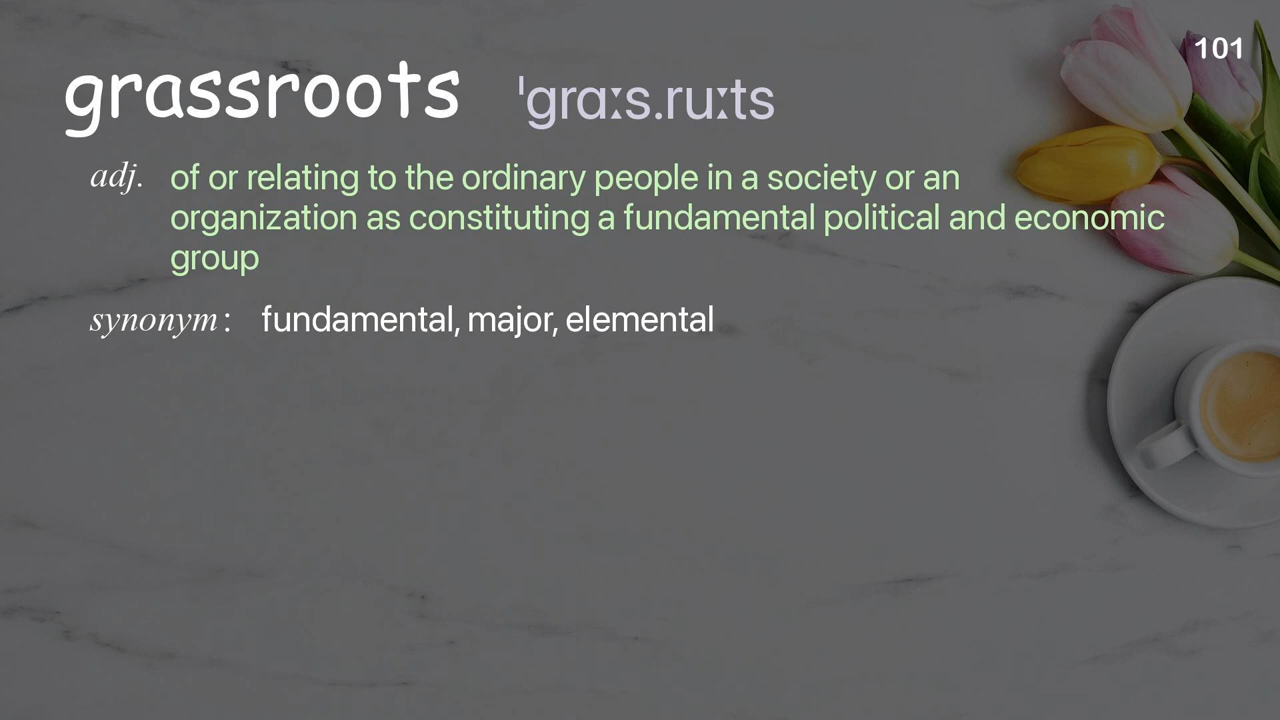 101
grassroots ˈɡrɑːs.ruːts
adj. of or relating to the ordinary people in a society or an
organization as constituting a fundamental political and economic
group
synonym: fundamental, major, elemental